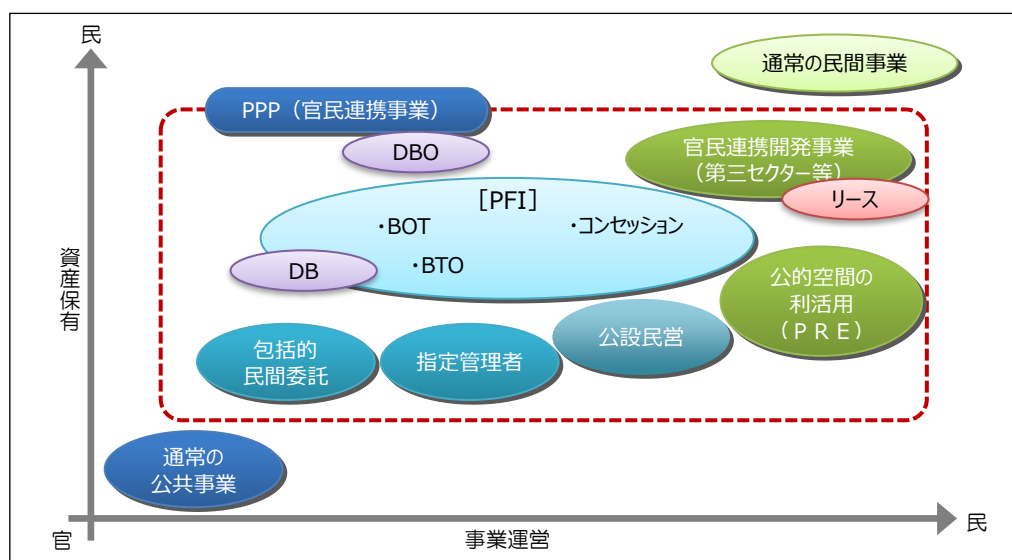 民
通常の民間事業
PPP（官民連携事業）
DBO
官民連携開発事業
（第三セクター等）
リース
［PFI］
・BOT
・コンセッション
・BTO
DB
資産保有
公的空間の
利活用
（ＰＲＥ）
公設民営
包括的
民間委託
指定管理者
通常の
公共事業
官
事業運営
民